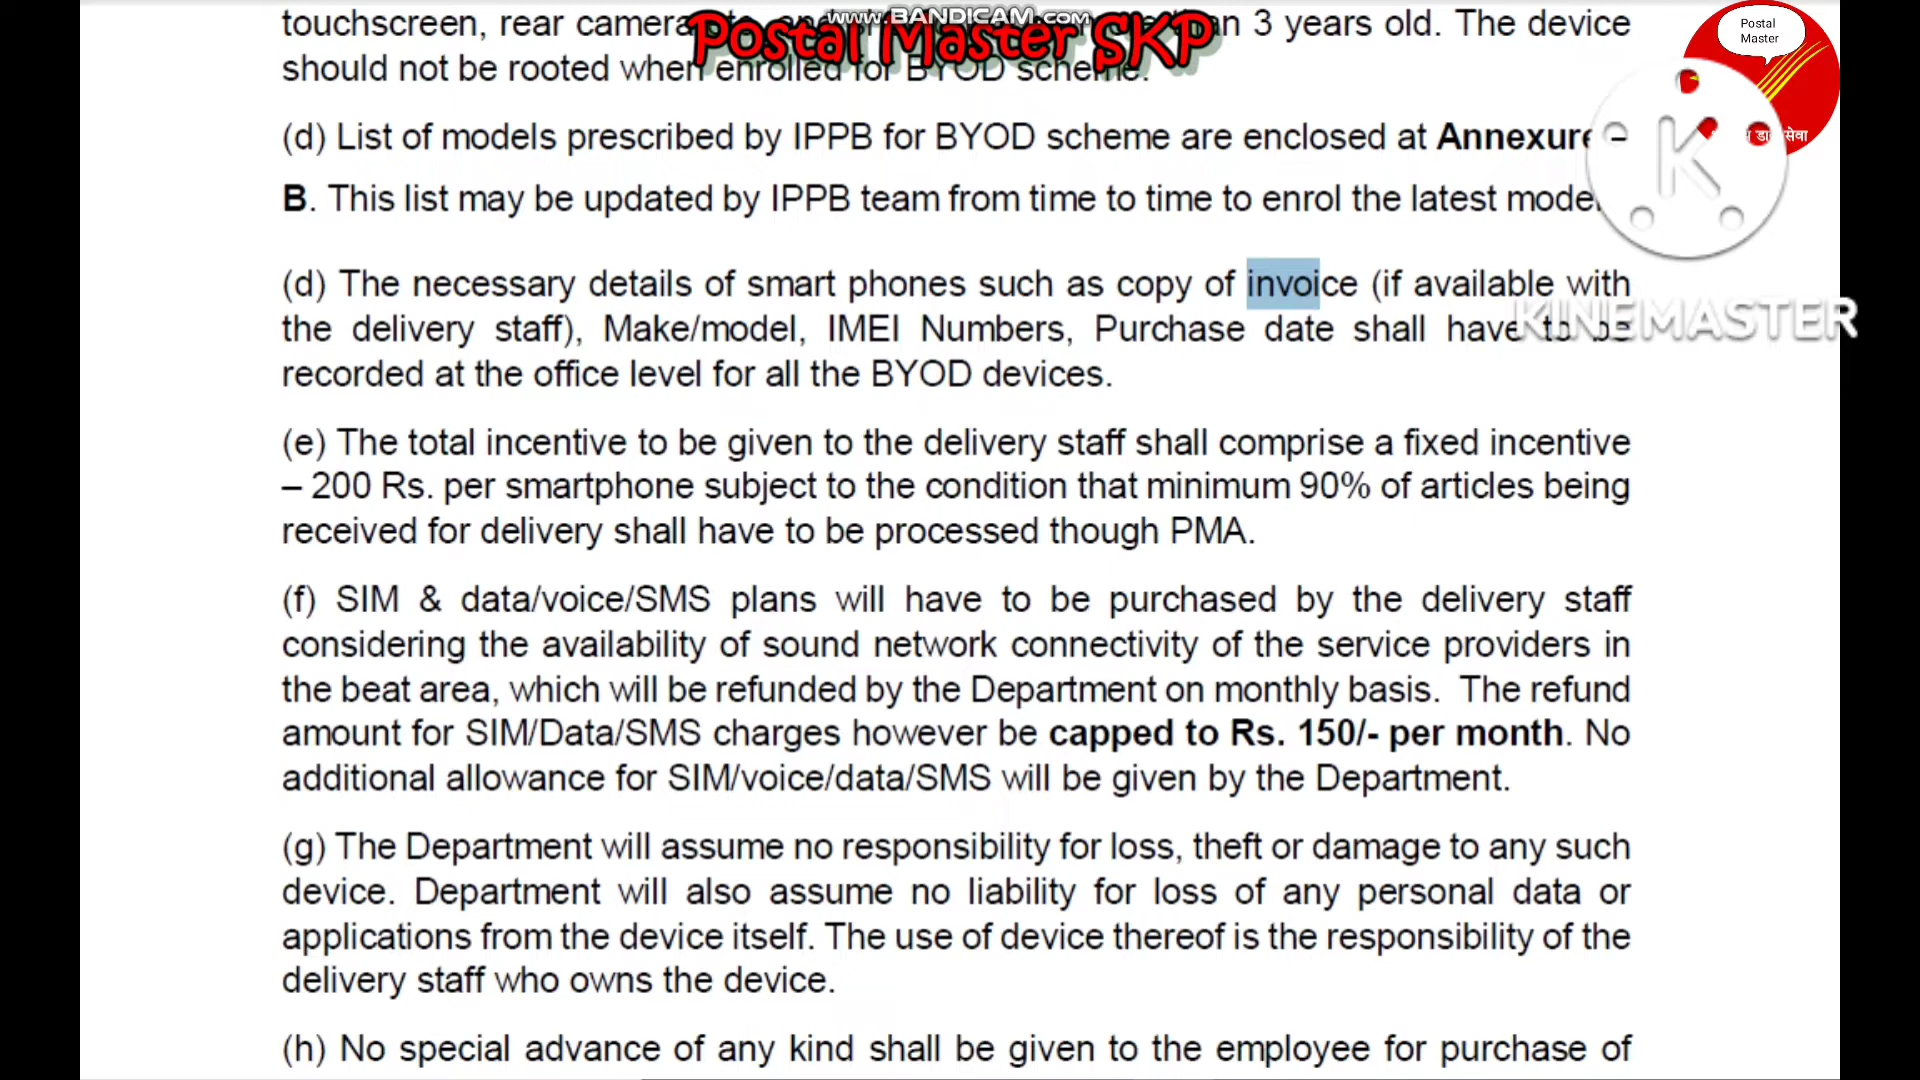 www.BANDICAM.com
Postal Master SKP
Postal
Master
touchscreen, rear camera 3 years old. The device
should not be rooted when enrolled for BYOD scheme.
(d) List of models prescribed by IPPB for BYOD scheme are enclosed at Annexure –
B. This list may be updated by IPPB team from time to time to enrol the latest
(d) The necessary details of smart phones such as copy of invoice (if available with
KINEMASTER
the delivery staff), Make/model, IMEI Numbers, Purchase date shall have to be
recorded at the office level for all the BYOD devices.
(e) The total incentive to be given to the delivery staff shall comprise a fixed incentive
– 200 Rs. per smartphone subject to the condition that minimum 90% of articles being
received for delivery shall have to be processed though PMA.
(f) SIM & data/voice/SMS plans will have to be purchased by the delivery staff
considering the availability of sound network connectivity of the service providers in
the beat area, which will be refunded by the Department on monthly basis. The refund
amount for SIM/Data/SMS charges however be capped to Rs. 150/- per month. No
additional allowance for SIM/voice/data/SMS will be given by the Department.
(g) The Department will assume no responsibility for loss, theft or damage to any such
device. Department will also assume no liability for loss of any personal data or
applications from the device itself. The use of device thereof is the responsibility of the
delivery staff who owns the device.
(h) No special advance of any kind shall be given to the employee for purchase of